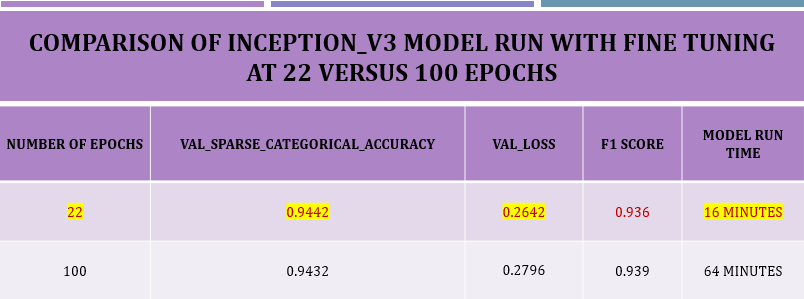 COMPARISON OF INCEPTION_V3 MODEL RUN WITH FINE TUNING
AT 22 VERSUS 100 EPOCHS
NUMBER OF EPOCHS VAL_SPARSE_CATEGORICAL_ACCURACY VAL_LOSS F1 SCORE MODEL RUN TIME
22 0.9442 0.2642 0.936 16 MINUTES
100 0.9432 0.2796 0.939 64 MINUTES